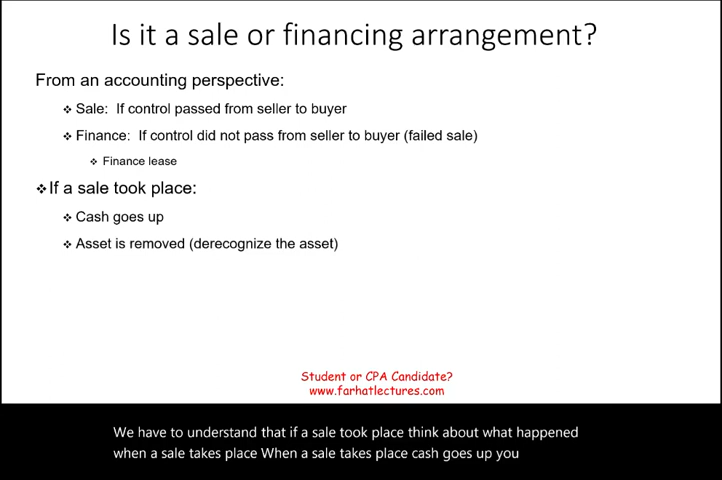 Is it a sale or financing arrangement?
From an accounting perspective:
❖ Sale: If control passed from seller to buyer
❖ Finance: If control did not pass from seller to buyer (failed sale)
❖ Finance lease
❖If a sale took place:
❖ Cash goes up
❖ Asset is removed (derecognize the asset)
Student or CPA Candidate?
www.farhatlectures.com
We have to understand that if a sale took place think about what happened
when a sale takes place When a sale takes place cash goes up you